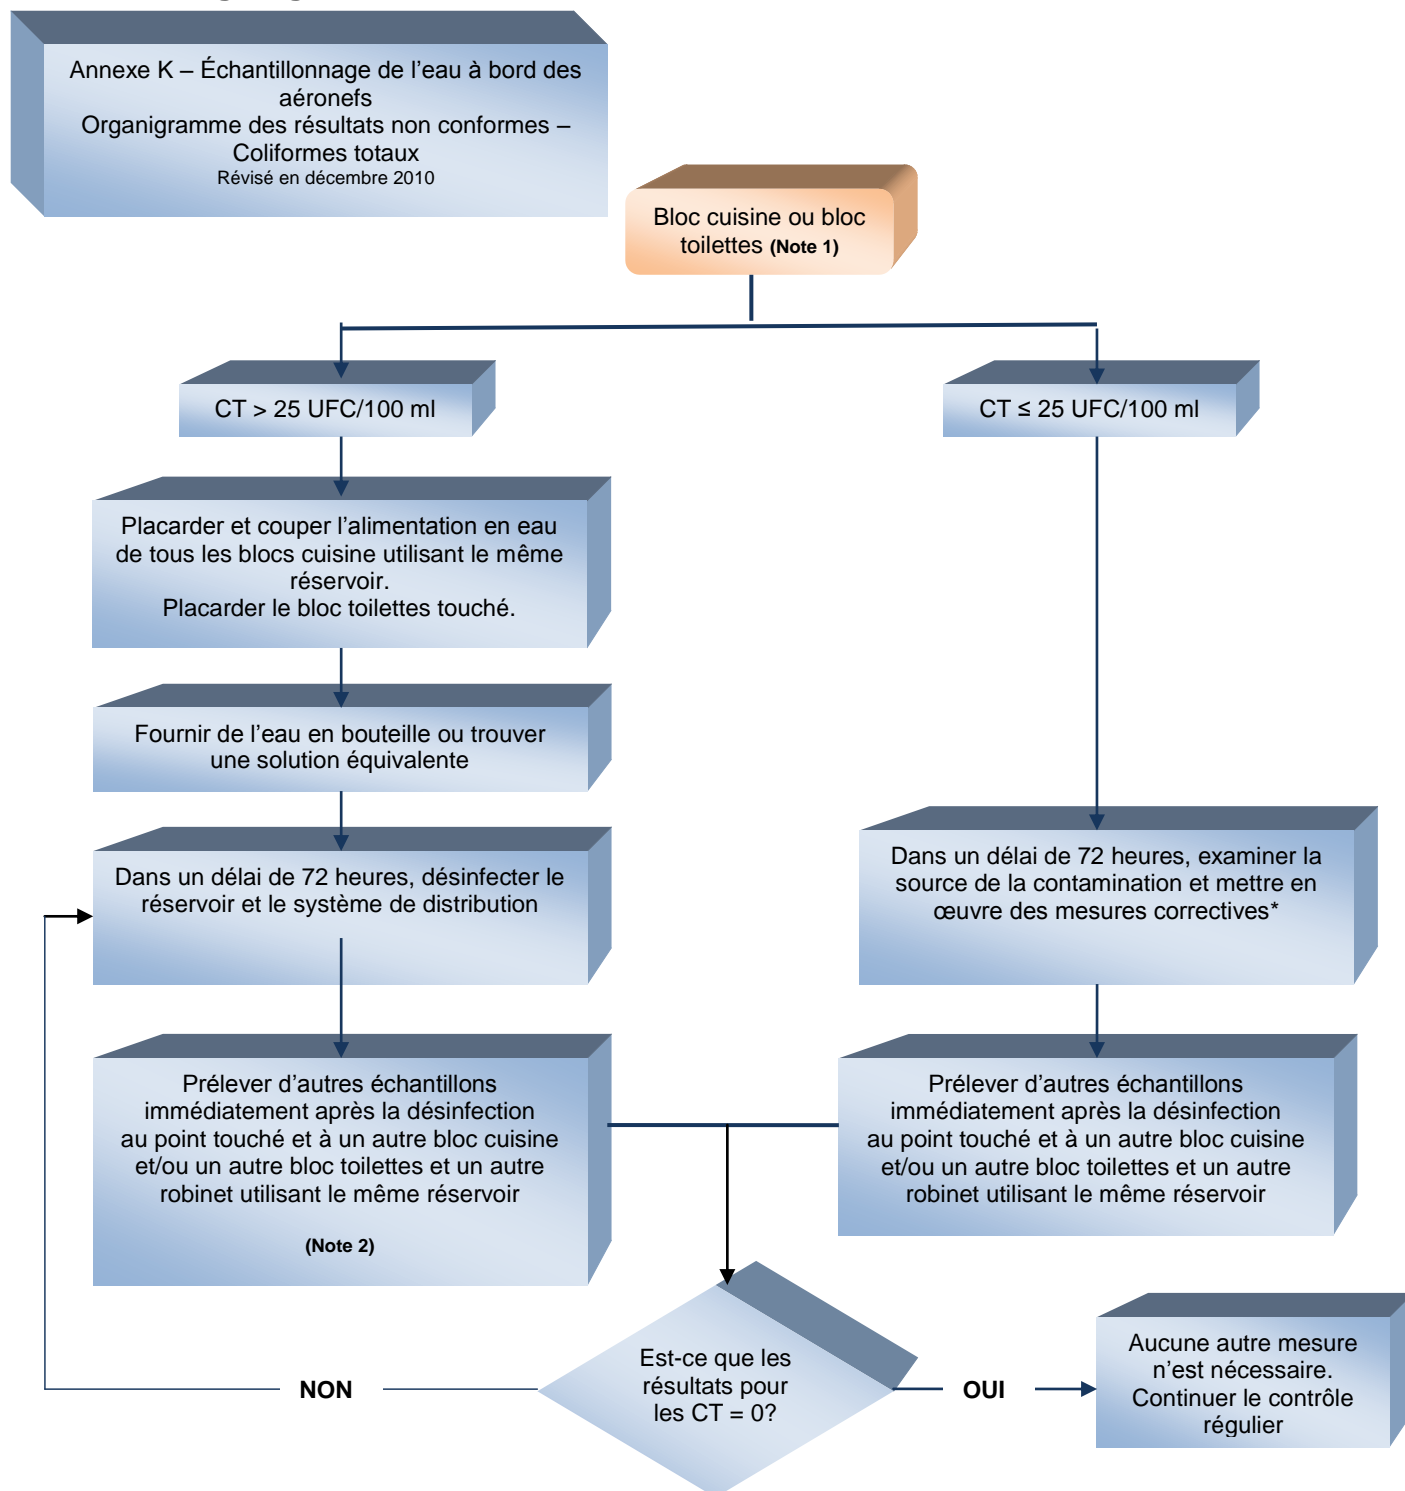 Annexe K – Échantillonnage de l'eau à bord des
aéronefs
Organigramme des résultats non conformes –
Coliformes totaux
Révisé en décembre 2010
Bloc cuisine ou bloc
toilettes (Note 1)
CT > 25 UFC/100 ml
CT ≤ 25 UFC/100 ml
Placarder et couper l'alimentation en eau
de tous les blocs cuisine utilisant le même
réservoir.
Placarder le bloc toilettes touché.
Fournir de l'eau en bouteille ou trouver
une solution équivalente
Dans un délai de 72 heures, désinfecter le
réservoir et le système de distribution
Dans un délai de 72 heures, examiner la
source de la contamination et mettre en
œuvre des mesures correctives*
Prélever d'autres échantillons
immédiatement après la désinfection
au point touché et à un autre bloc cuisine
et/ou un autre bloc toilettes et un autre
robinet utilisant le même réservoir
(Note 2)
Prélever d'autres échantillons
immédiatement après la désinfection
au point touché et à un autre bloc cuisine
et/ou un autre bloc toilettes et un autre
robinet utilisant le même réservoir
Est-ce que les
résultats pour
les CT = 0?
NON
OUI
Aucune autre mesure
n'est nécessaire.
Continuer le contrôle
régulier